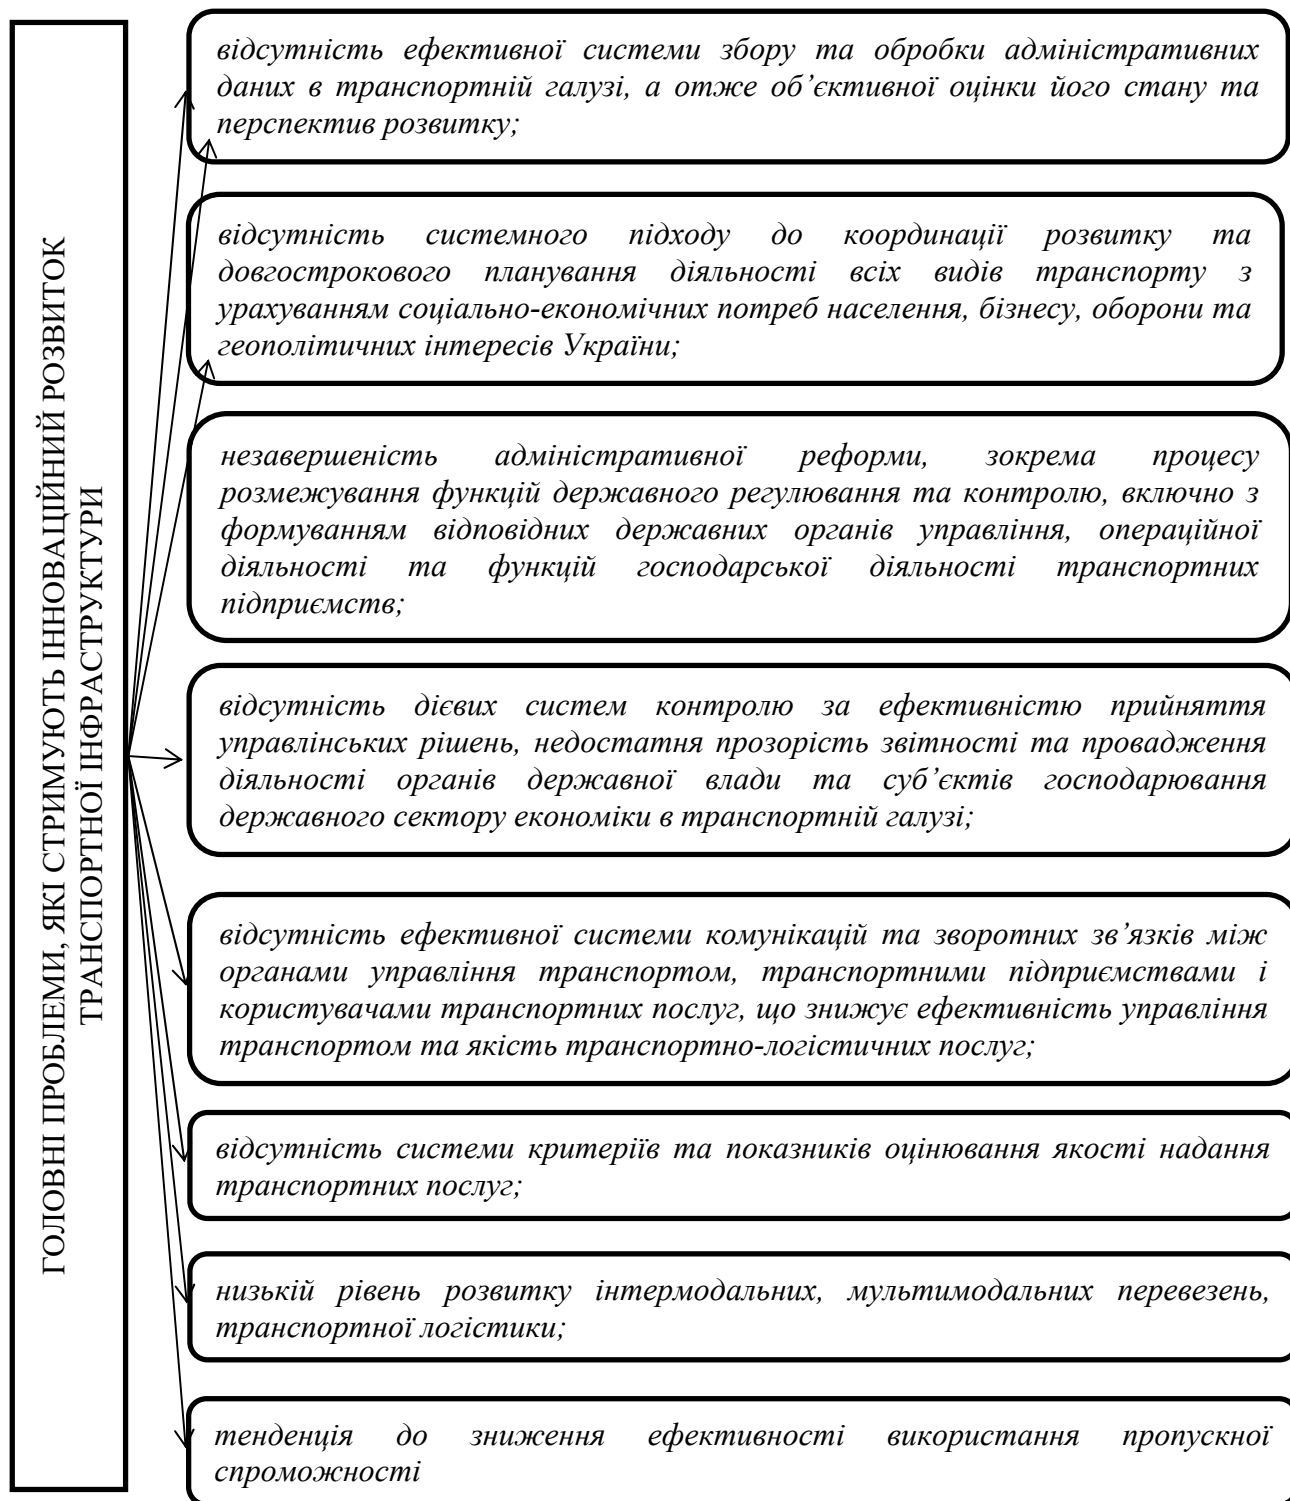 ГОЛОВНІ ПРОБЛЕМИ, ЯКІ СТРИМУЮТЬ ІННОВАЦІЙНИЙ РОЗВИТОК
ТРАНСПОРТНОЇ ІНФРАСТРУКТУРИ
відсутність ефективної системи збору та обробки адміністративних
даних в транспортній галузі, а отже об’єктивної оцінки його стану та
перспектив розвитку;
відсутність системного підходу до координації розвитку та
довгострокового планування діяльності всіх видів транспорту з
урахуванням соціально-економічних потреб населення, бізнесу, оборони та
геополітичних інтересів України;
незавершеність адміністративної реформи, зокрема процесу
розмежування функцій державного регулювання та контролю, включно з
формуванням відповідних державних органів управління, операційної
діяльності та функцій господарської діяльності транспортних
підприємств;
відсутність дієвих систем контролю за ефективністю прийняття
управлінських рішень, недостатня прозорість звітності та провадження
діяльності органів державної влади та суб’єктів господарювання
державного сектору економіки в транспортній галузі;
відсутність ефективної системи комунікацій та зворотних зв’язків між
органами управління транспортом, транспортними підприємствами і
користувачами транспортних послуг, що знижує ефективність управління
транспортом та якість транспортно-логістичних послуг;
відсутність системи критеріїв та показників оцінювання якості надання
транспортних послуг;
низькій рівень розвитку інтермодальних, мультимодальних перевезень,
транспортної логістики;
тенденція до зниження ефективності використання пропускної
спроможності